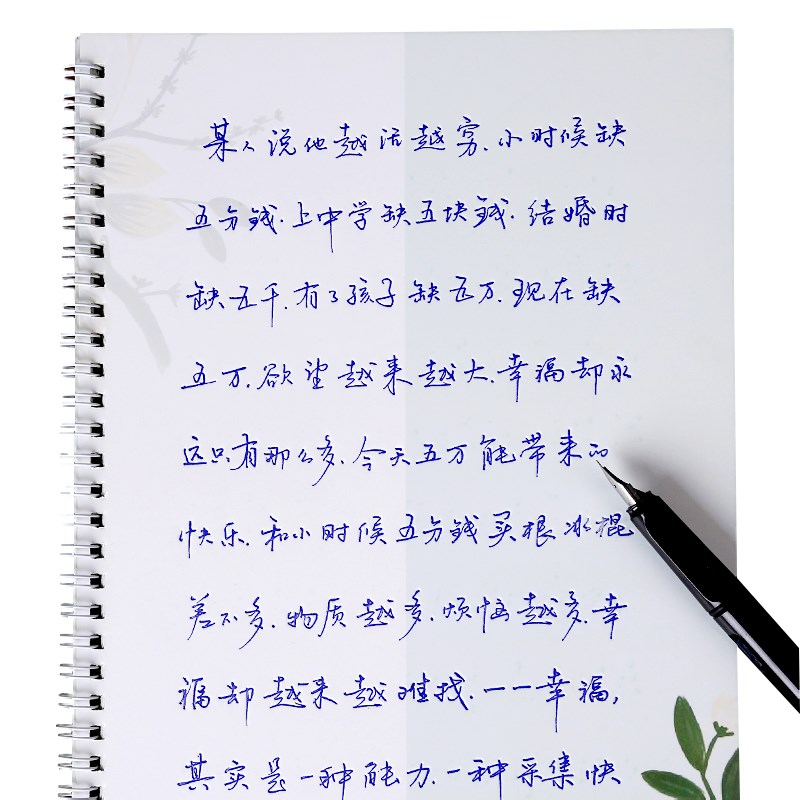 某人说他越活越穷.小时候缺
五分钱.上中学缺五块钱.结婚时
缺五千.有了孩子缺五万.现在缺
五万.欲望越来越大.幸福却永
远只有那么多.今天五万能带来的
快乐.和小时候五分钱买根冰棍
差不多.物质越多.烦恼越多.幸
福却越来越难找.一一幸福,
其实是一种能力.一种采集快